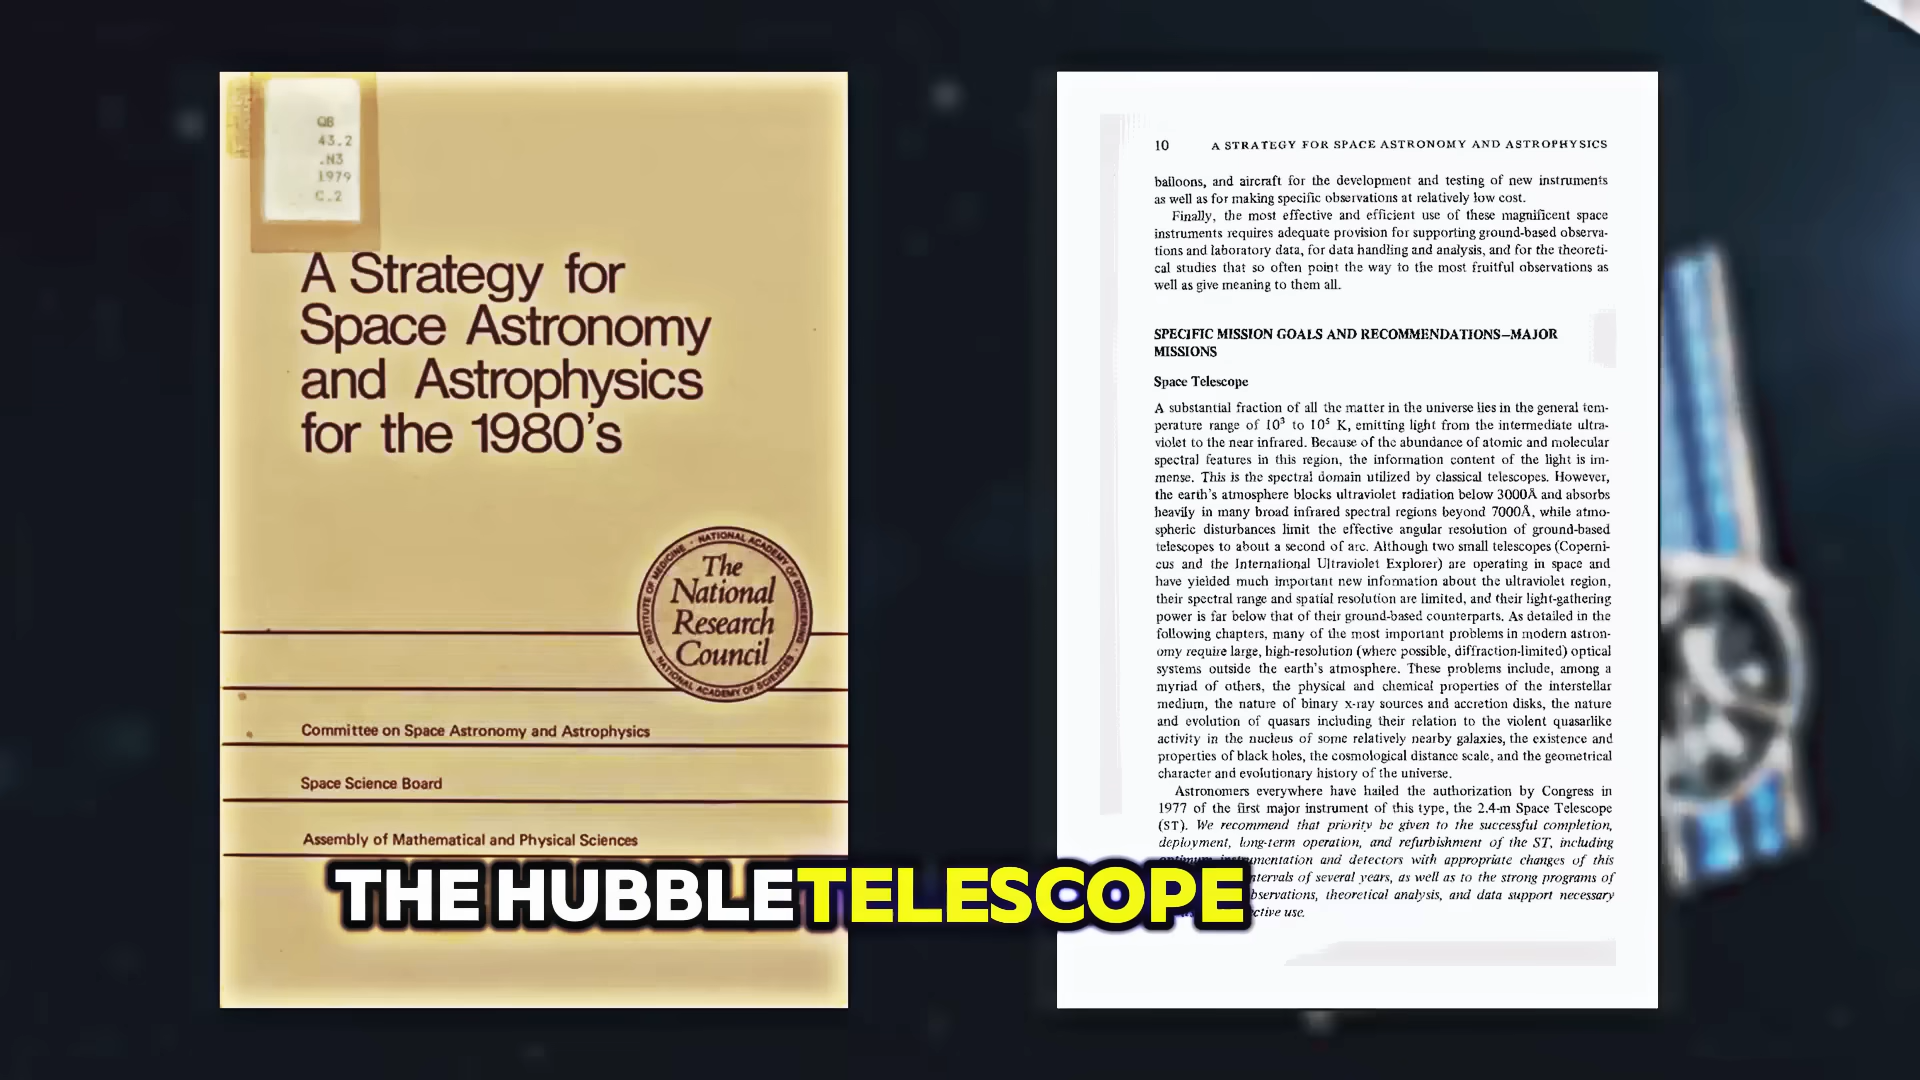 QB
43.2
.N3
1979
C.2
A Strategy for
Space Astronomy
and Astrophysics
for the 1980's
INSTITUTE OF MEDICINE · NATIONAL ACADEMY OF ENGINEERING · NATIONAL ACADEMY OF SCIENCES
The
National
Research
Council
Committee on Space Astronomy and Astrophysics
Space Science Board
Assembly of Mathematical and Physical Sciences
10 A STRATEGY FOR SPACE ASTRONOMY AND ASTROPHYSICS
balloons, and aircraft for the development and testing of new instruments
as well as for making specific observations at relatively low cost.
Finally, the most effective and efficient use of these magnificent space
instruments requires adequate provision for supporting ground-based observa-
tions and laboratory data, for data handling and analysis, and for the theoreti-
cal studies that so often point the way to the most fruitful observations as
well as give meaning to them all.
SPECIFIC MISSION GOALS AND RECOMMENDATIONS—MAJOR
MISSIONS
Space Telescope
A substantial fraction of all the matter in the universe lies in the general tem-
perature range of 10³ to 10⁵ K, emitting light from the intermediate ultra-
violet to the near infrared. Because of the abundance of atomic and molecular
spectral features in this region, the information content of the light is im-
mense. This is the spectral domain utilized by classical telescopes. However,
the earth's atmosphere blocks ultraviolet radiation below 3000Å and absorbs
heavily in many broad infrared spectral regions beyond 7000Å, while atmo-
spheric disturbances limit the effective angular resolution of ground-based
telescopes to about a second of arc. Although two small telescopes (Coperni-
cus and the International Ultraviolet Explorer) are operating in space and
have yielded much important new information about the ultraviolet region,
their spectral range and spatial resolution are limited, and their light-gathering
power is far below that of their ground-based counterparts. As detailed in the
following chapters, many of the most important problems in modern astron-
omy require large, high-resolution (where possible, diffraction-limited) optical
systems outside the earth's atmosphere. These problems include, among a
myriad of others, the physical and chemical properties of the interstellar
medium, the nature of binary x-ray sources and accretion disks, the nature
and evolution of quasars including their relation to the violent quasarlike
activity in the nucleus of some relatively nearby galaxies, the existence and
properties of black holes, the cosmological distance scale, and the geometrical
character and evolutionary history of the universe.
Astronomers everywhere have hailed the authorization by Congress in
1977 of the first major instrument of this type, the 2.4-m Space Telescope
(ST). We recommend that priority be given to the successful completion,
deployment, long-term operation, and refurbishment of the ST, including
optimum instrumentation and detectors with appropriate changes of this
ntervals of several years, as well as to the strong programs of
bservations, theoretical analysis, and data support necessary
ctive use.
THE HUBBLE TELESCOPE